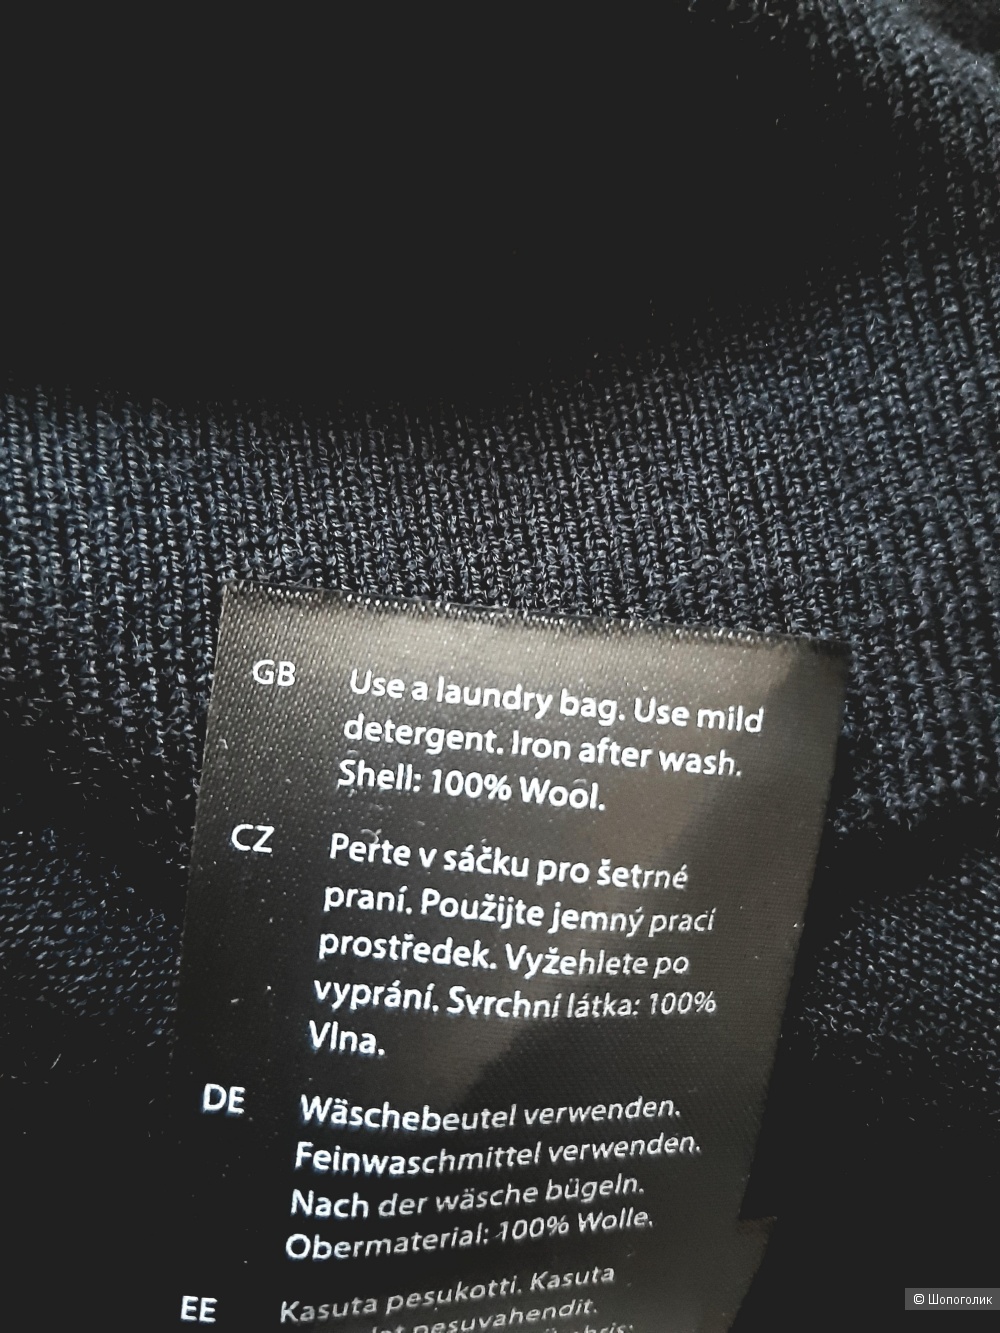 GB Use a laundry bag. Use mild
detergent. Iron after wash.
Shell: 100% Wool.
CZ Perte v sáčku pro šetrné
praní. Použijte jemný prací
prostředek. Vyžehlete po
vyprání. Svrchní látka: 100%
Vlna.
DE Wäschebeutel verwenden.
Feinwaschmittel verwenden.
Nach der wäsche bügeln.
Obermaterial: 100% Wolle.
EE Kasuta pesukotti. Kasuta
pesuvahendit.
© Шопоголик